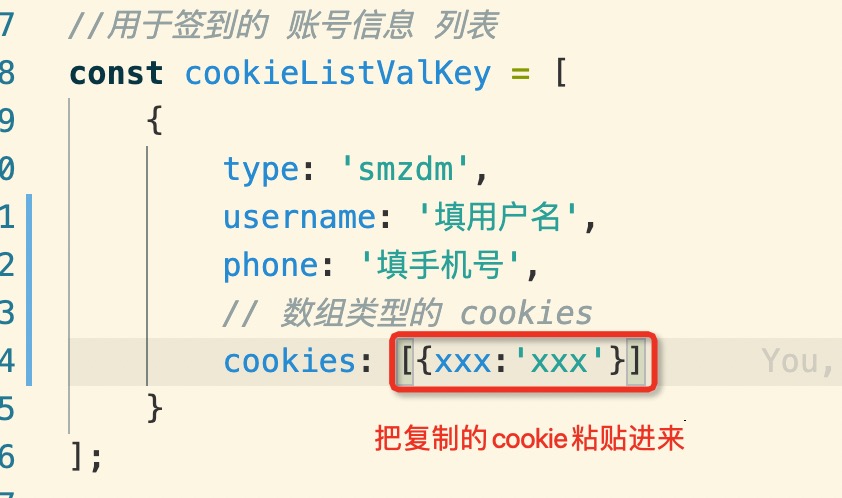 7 //用于签到的 账号信息 列表
8 const cookieListValKey = [
9 {
0 type: 'smzdm',
1 username: '填用户名',
2 phone: '填手机号',
3 // 数组类型的 cookies
4 cookies: [{xxx:'xxx'}] You,
5 }
把复制的cookie粘贴进来
6 ];